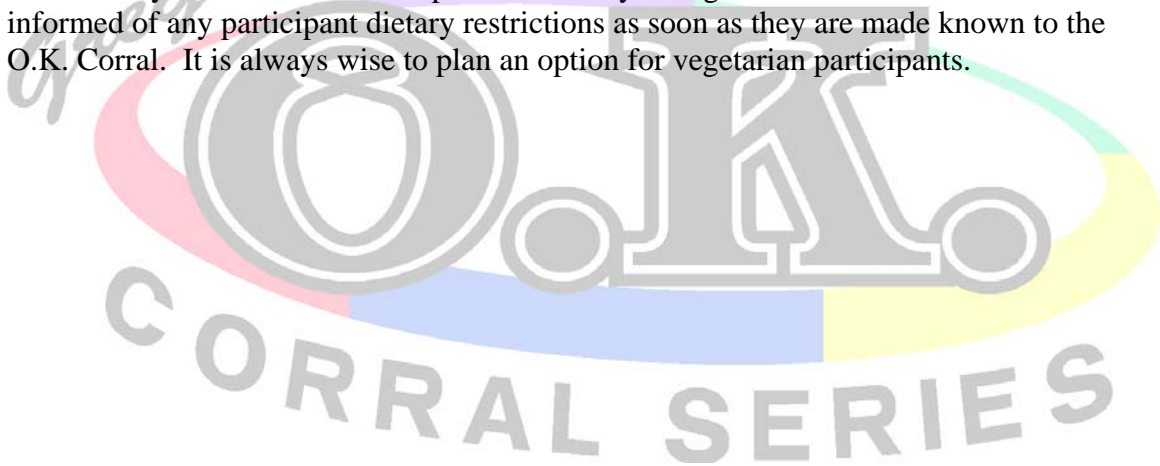 informed of any participant dietary restrictions as soon as they are made known to the
O.K. Corral.  It is always wise to plan an option for vegetarian participants.
O.K.
CORRAL SERIES